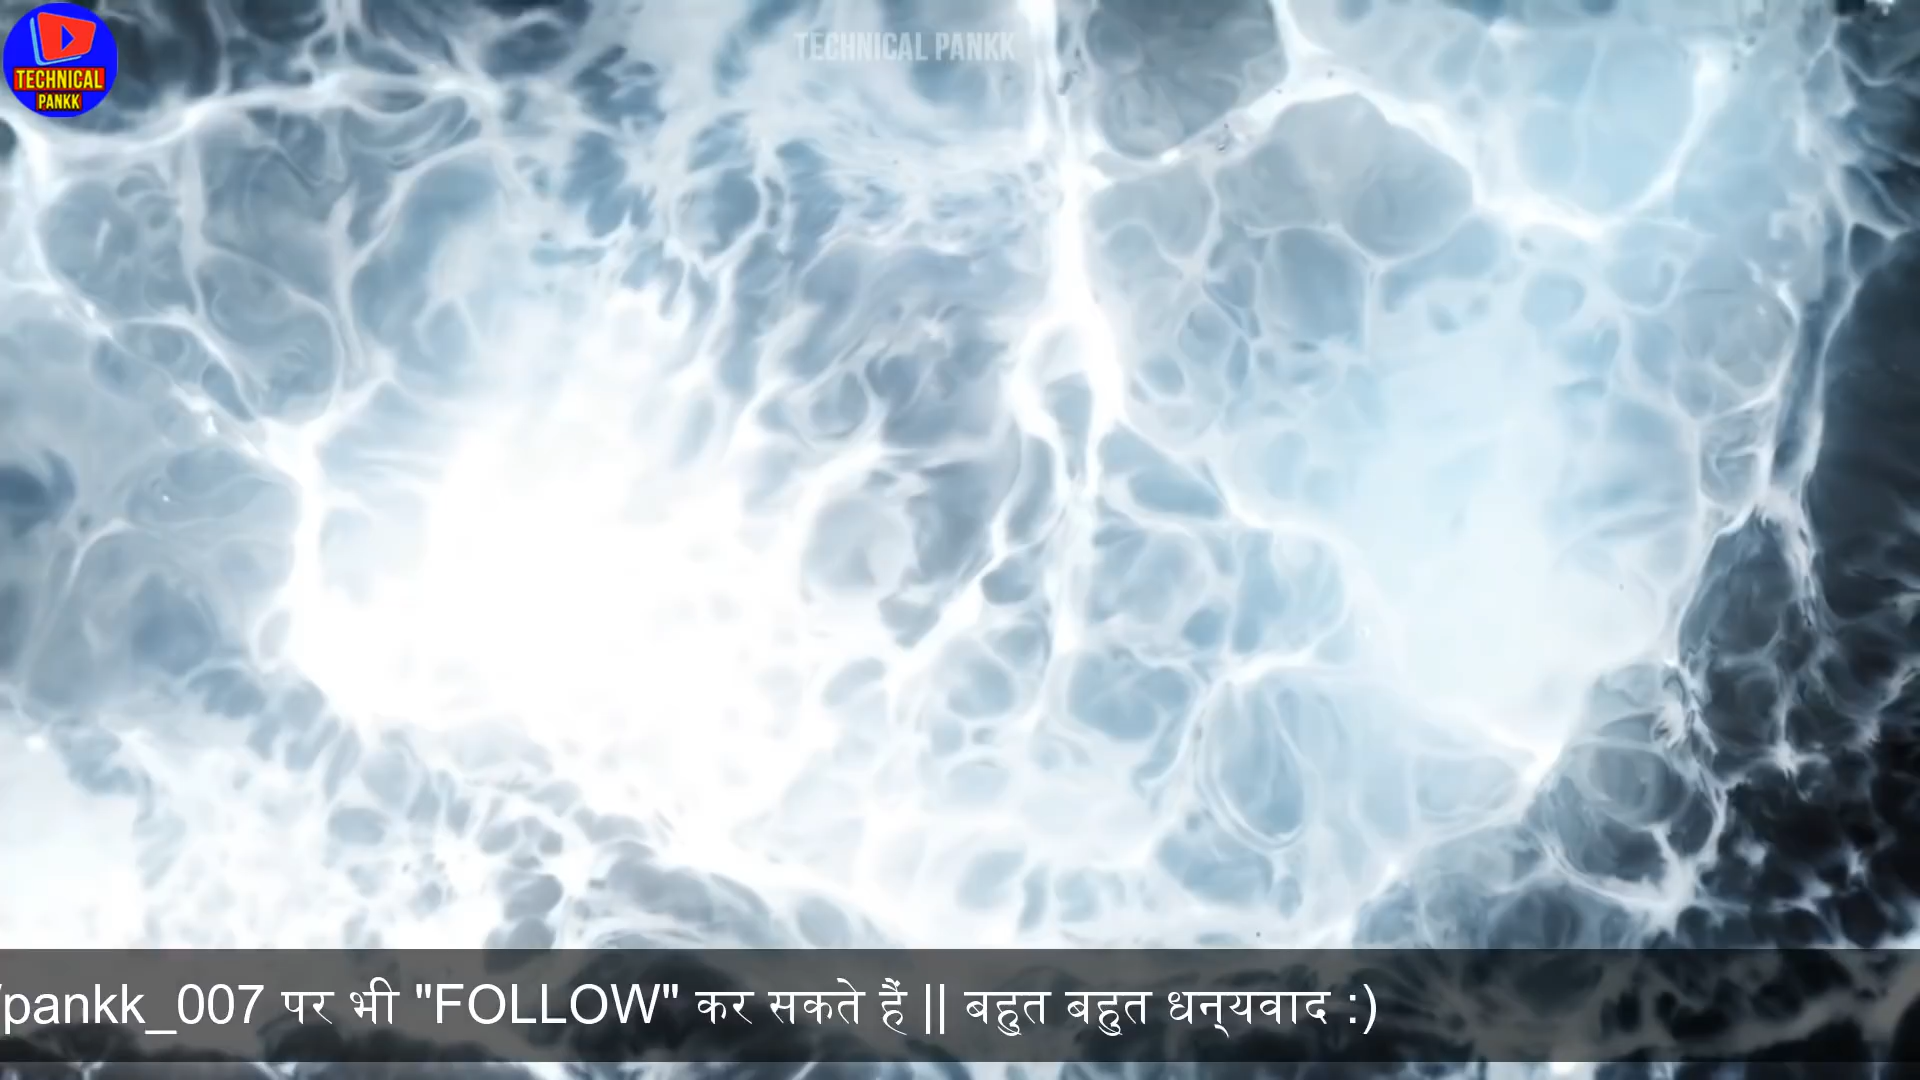 TECHNICAL PANKK
TECHNICAL
PANKK
/pankk_007 पर भी "FOLLOW" कर सकते हैं || बहुत बहुत धन्यवाद :)